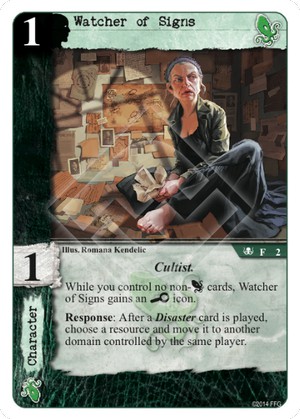 1
Watcher of Signs
Illus. Romana Kendelic
F 2
1
Cultist.
While you control no non- cards, Watcher
of Signs gains an icon.
Response: After a Disaster card is played,
choose a resource and move it to another
domain controlled by the same player.
Character
©2014 FFG